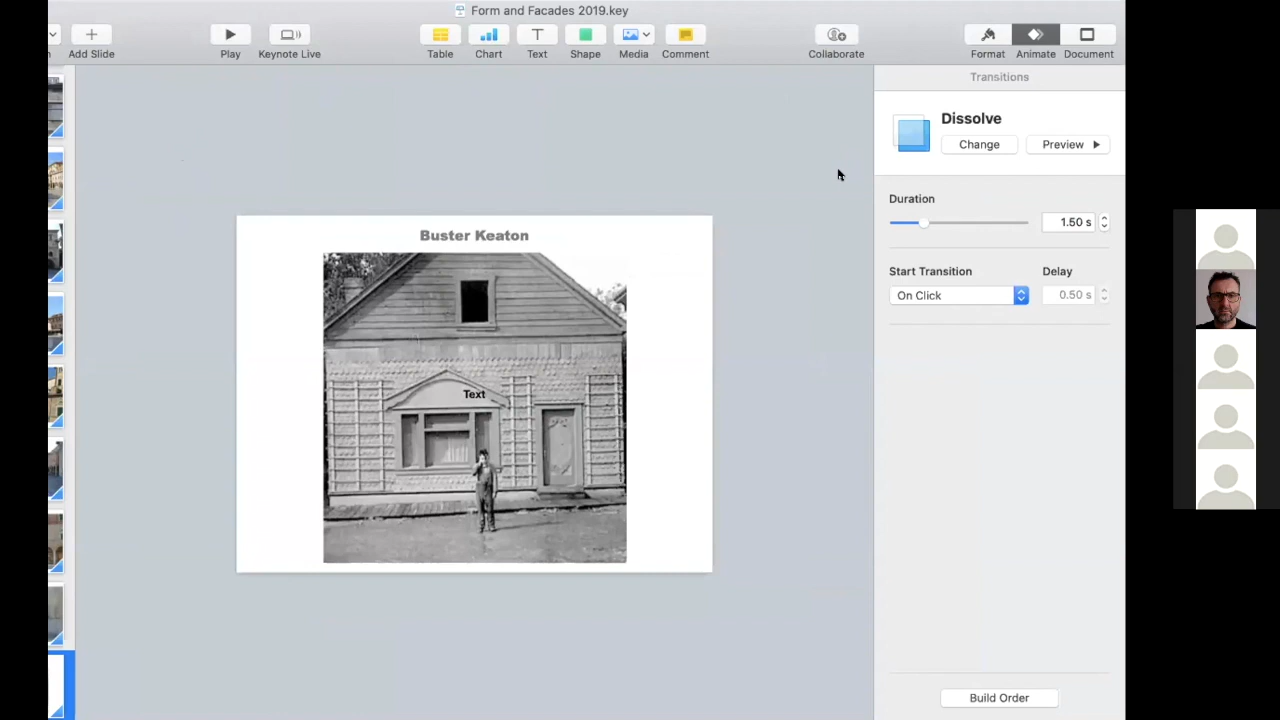 Form and Facades 2019.key
Add Slide
Play
Keynote Live
Table
Chart
Text
Shape
Media
Comment
Collaborate
Format
Animate
Document
Transitions
Dissolve
Change
Preview
Duration
1.50 s
Start Transition
Delay
On Click
0.50 s
Buster Keaton
Text
Build Order